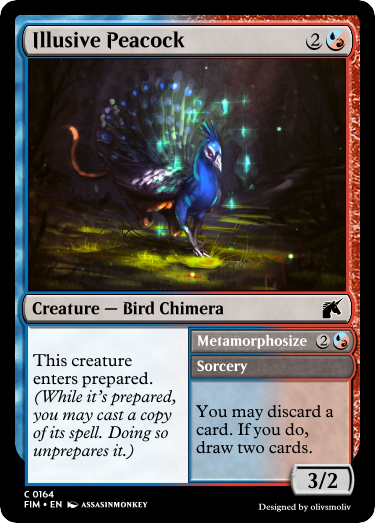 Illusive Peacock 2
Creature — Bird Chimera
This creature
enters prepared.
(While it's prepared,
you may cast a copy
of its spell. Doing so
unprepares it.)
Metamorphosize 2
Sorcery
You may discard a
card. If you do,
draw two cards.
3/2
C 0164
FIM • EN ASSASINMONKEY
Designed by olivsmoliv